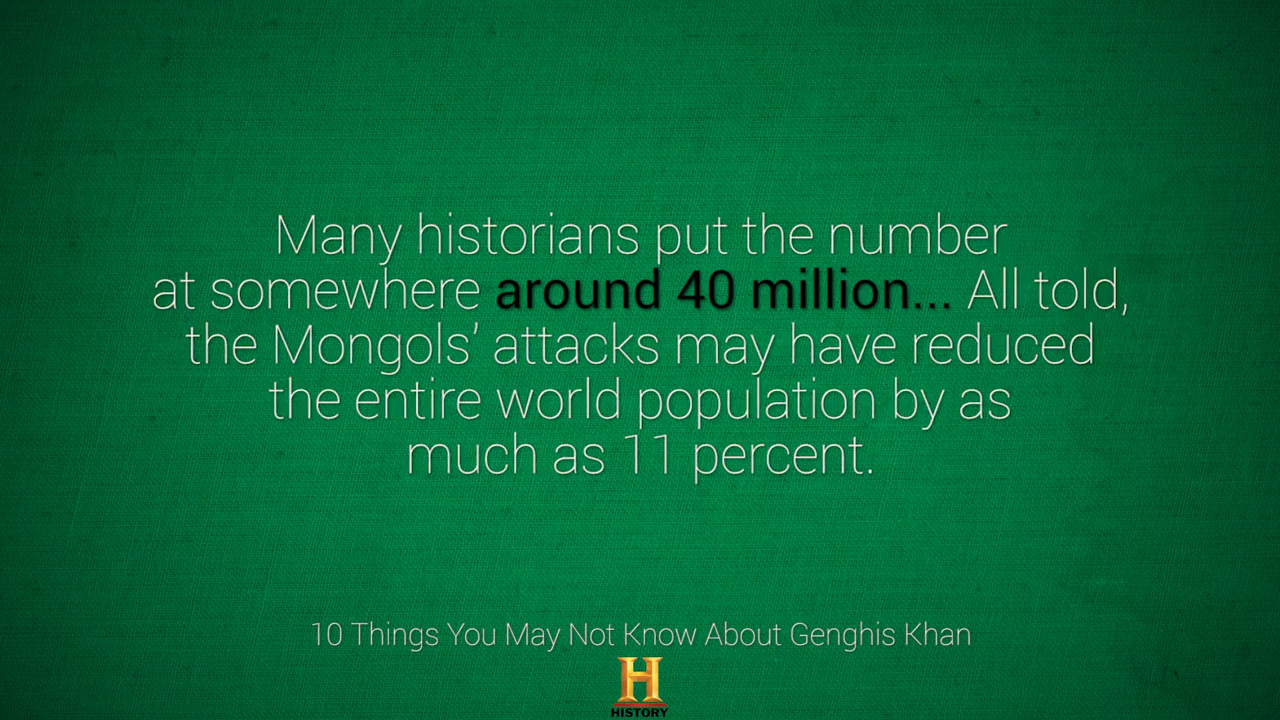 Many historians put the number
at somewhere around 40 million... All told,
the Mongols' attacks may have reduced
the entire world population by as
much as 11 percent.
10 Things You May Not Know About Genghis Khan
H
HISTORY